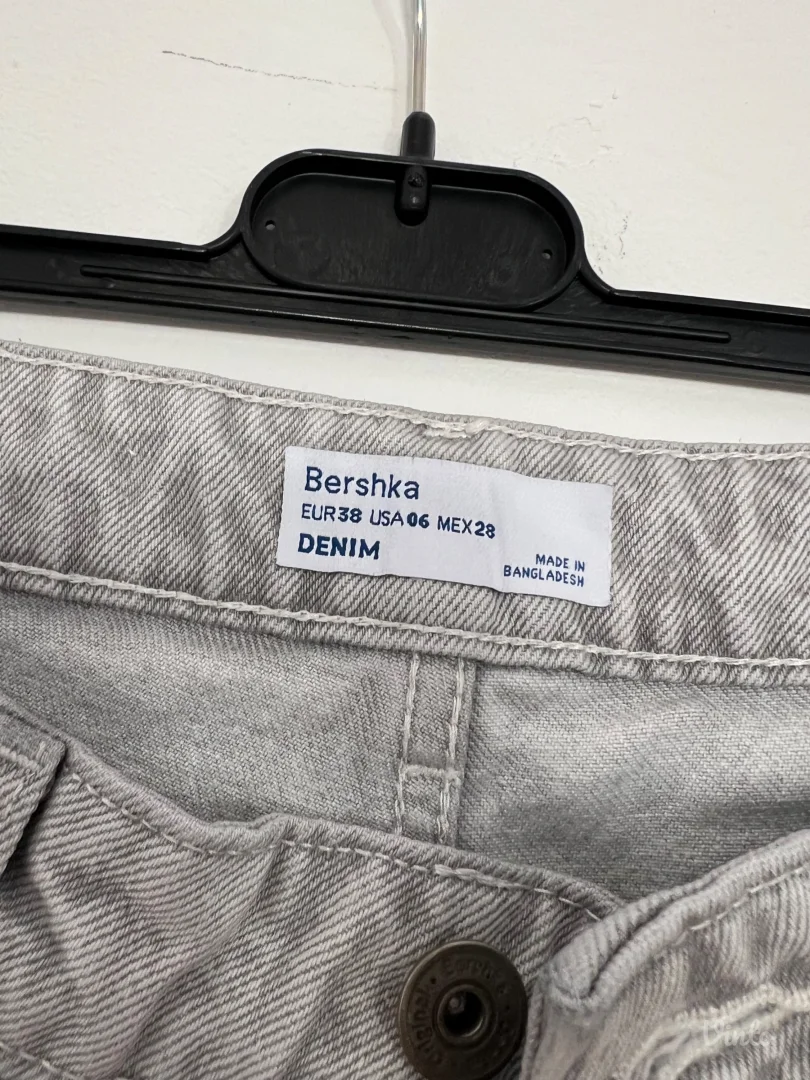 Bershka
EUR38 USA06 MEX28
DENIM
MADE IN
BANGLADESH